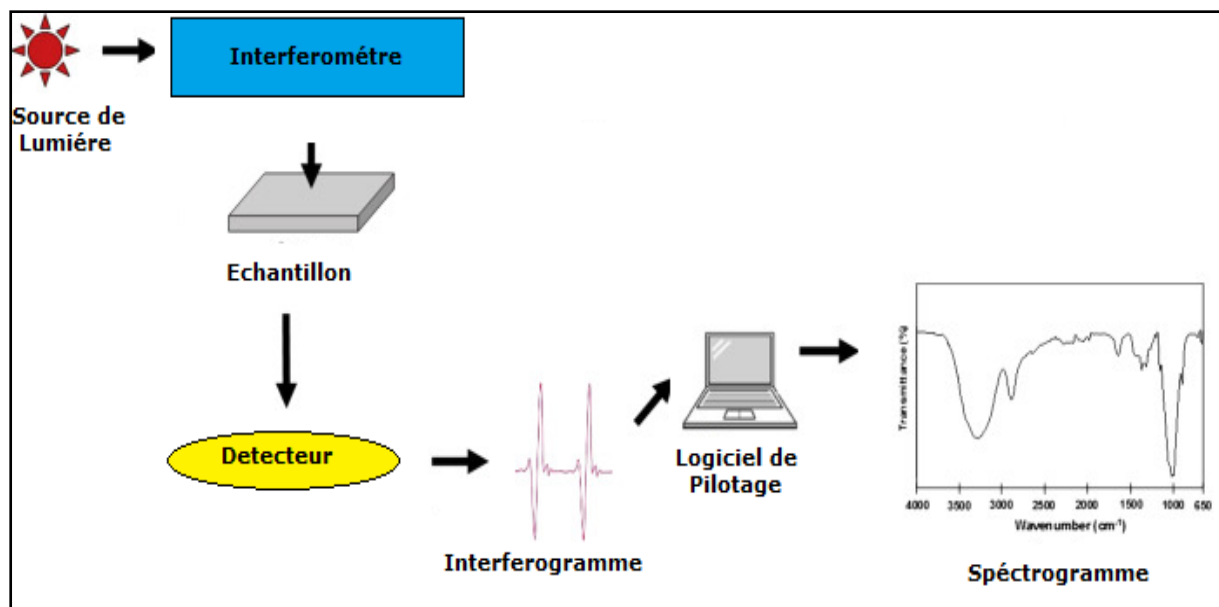 Interferométre
Source de
Lumiére
Echantillon
Detecteur
Interferogramme
Logiciel de
Pilotage
Transmittance (%)
4000 3500 3000 2500 2000 1500 1000 650
Wavenumber (cm-1)
Spéctrogramme